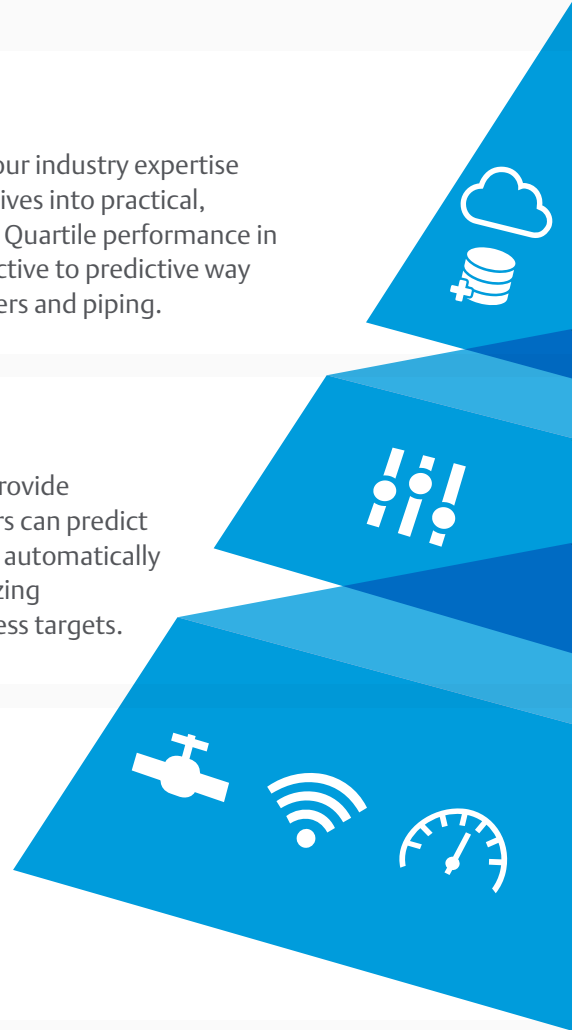 our industry expertise
ives into practical,
Quartile performance in
ctive to predictive way
ers and piping.
rovide
rs can predict
automatically
zing
ess targets.